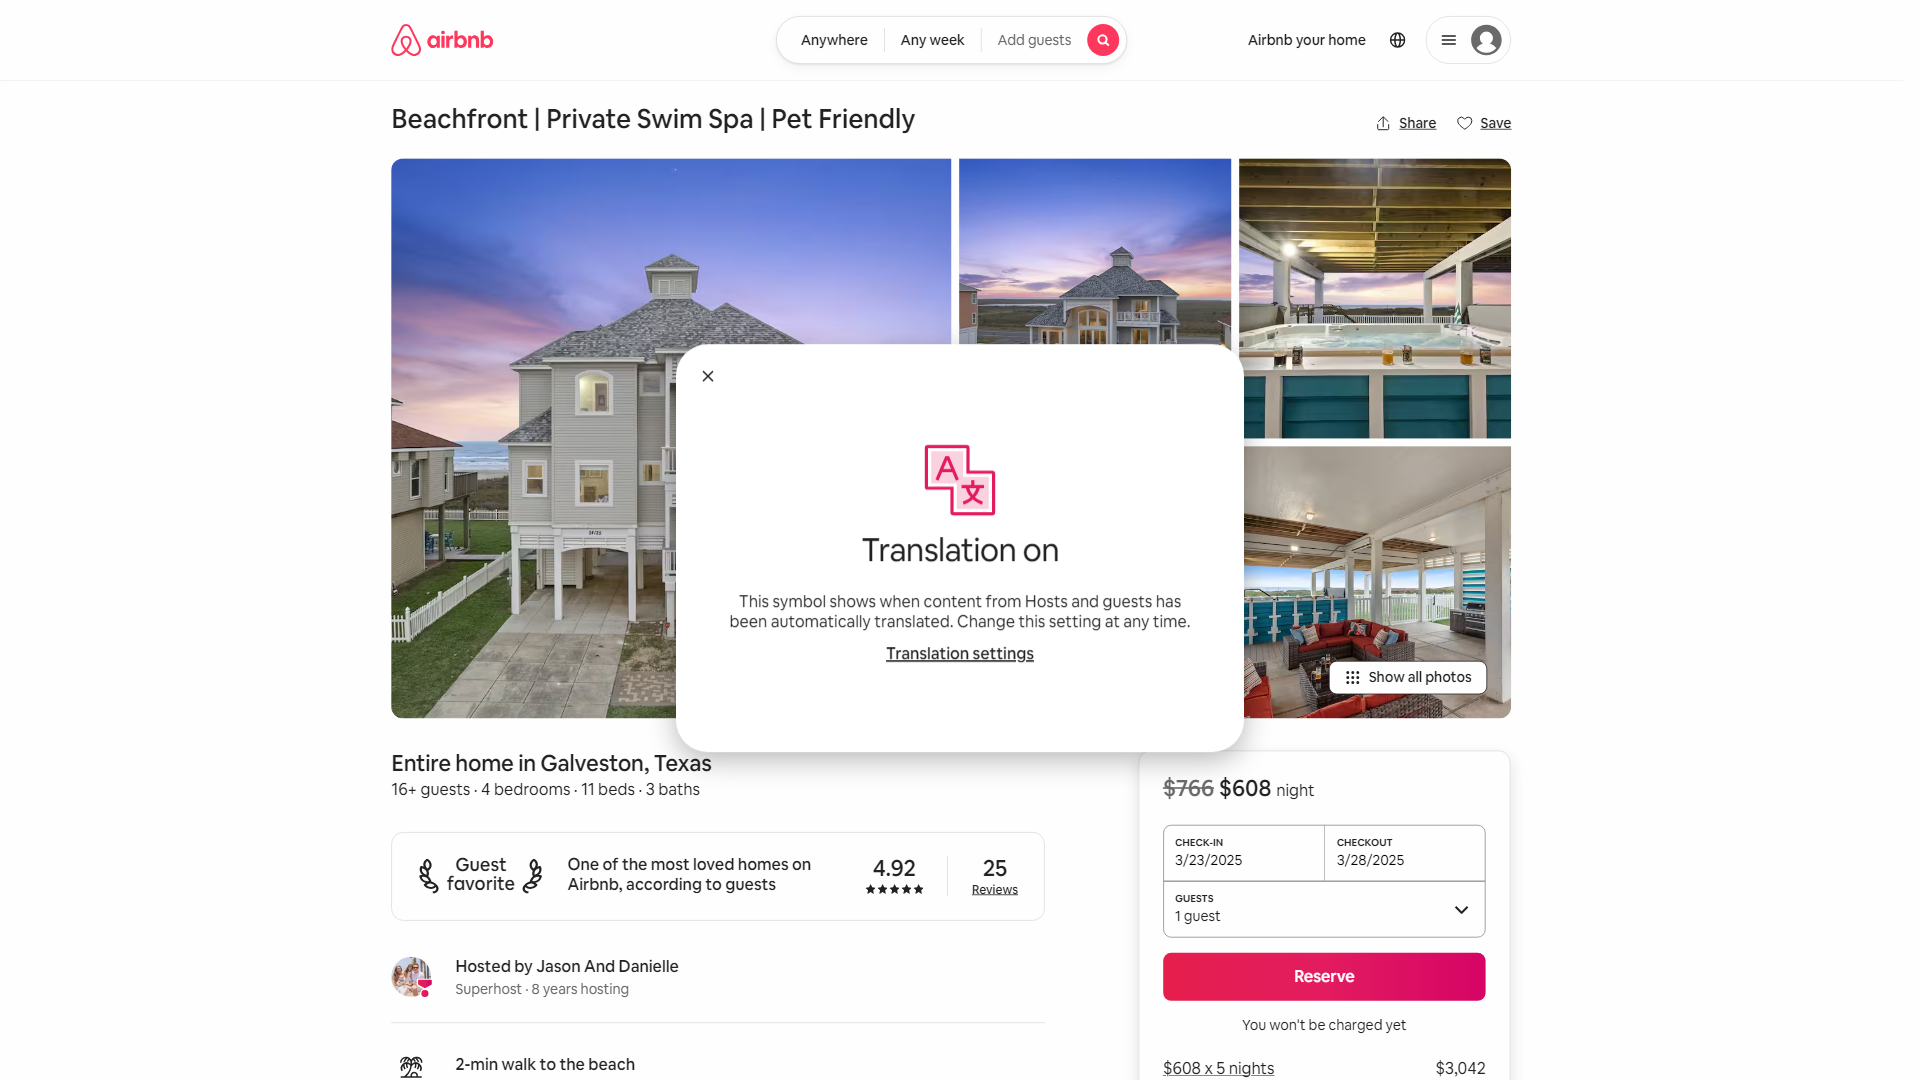 airbnb
Anywhere
Any week
Add guests
Airbnb your home
Beachfront | Private Swim Spa | Pet Friendly
Share
Save
A
文
Translation on
This symbol shows when content from Hosts and guests has
been automatically translated. Change this setting at any time.
Translation settings
Show all photos
Entire home in Galveston, Texas
16+ guests · 4 bedrooms · 11 beds · 3 baths
Guest
favorite
One of the most loved homes on
Airbnb, according to guests
4.92
25
Reviews
Hosted by Jason And Danielle
Superhost · 8 years hosting
2-min walk to the beach
$766 $608 night
CHECK-IN
3/23/2025
CHECKOUT
3/28/2025
GUESTS
1 guest
Reserve
You won't be charged yet
$608 x 5 nights
$3,042